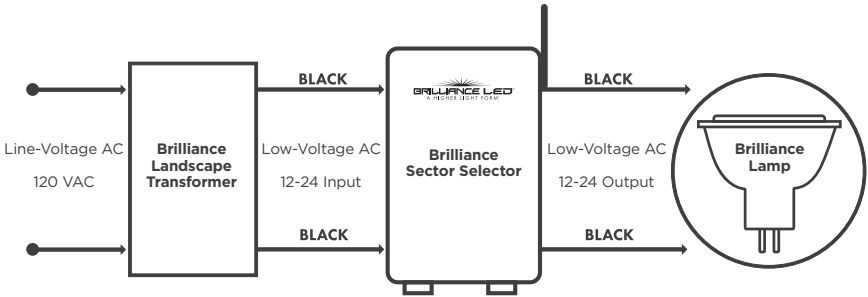 BLACK
BLACK
BRILLIANCE LED
A HIGHER LIGHT FORM
Line-Voltage AC
120 VAC
Brilliance
Landscape
Transformer
Low-Voltage AC
12-24 Input
Brilliance
Sector Selector
Low-Voltage AC
12-24 Output
Brilliance
Lamp
BLACK
BLACK